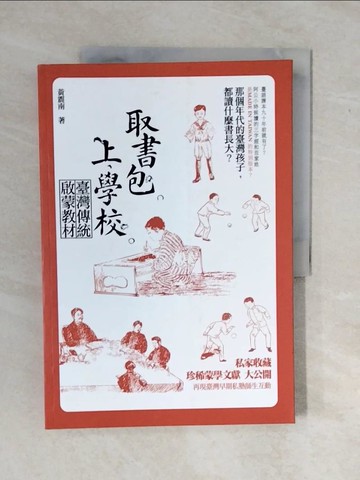 黃震南 著
取書包,
上學校。
臺灣傳統
啟蒙教材
那個年代的臺灣孩子,
都讀什麼書長大?
私家收藏
珍稀蒙學文獻 大公開
再現臺灣早期私塾師生互動